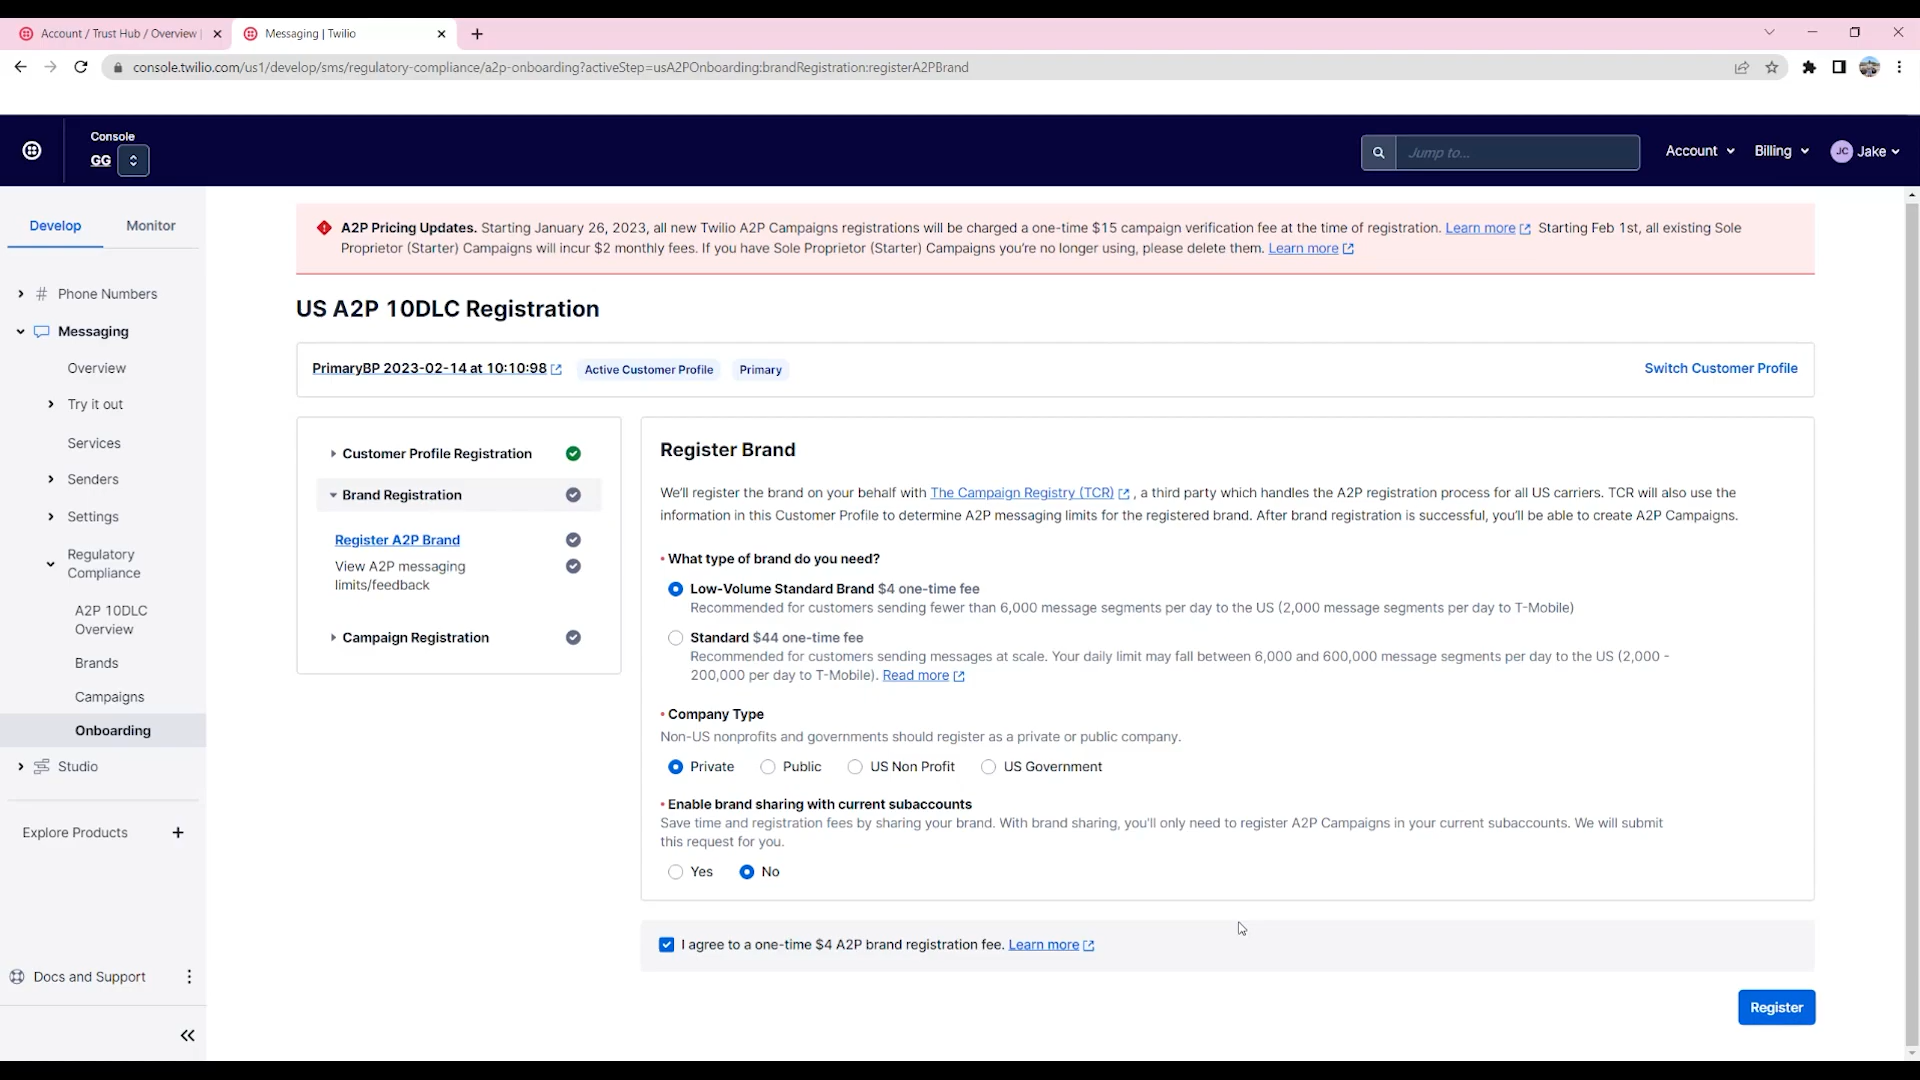 Account / Trust Hub / Overview |
Messaging | Twilio
console.twilio.com/us1/develop/sms/regulatory-compliance/a2p-onboarding?activeStep=usA2POnboarding:brandRegistration:registerA2PBrand
Console
GG
Jump to...
Account
Billing
JC Jake
Develop
Monitor
# Phone Numbers
Messaging
Overview
Try it out
Services
Senders
Settings
Regulatory
Compliance
A2P 10DLC
Overview
Brands
Campaigns
Onboarding
Studio
Explore Products +
Docs and Support
A2P Pricing Updates. Starting January 26, 2023, all new Twilio A2P Campaigns registrations will be charged a one-time $15 campaign verification fee at the time of registration. Learn more Starting Feb 1st, all existing Sole
Proprietor (Starter) Campaigns will incur $2 monthly fees. If you have Sole Proprietor (Starter) Campaigns you're no longer using, please delete them. Learn more
US A2P 10DLC Registration
PrimaryBP 2023-02-14 at 10:10:98 Active Customer Profile Primary
Switch Customer Profile
Customer Profile Registration
Brand Registration
Register A2P Brand
View A2P messaging
limits/feedback
Campaign Registration
Register Brand
We'll register the brand on your behalf with The Campaign Registry (TCR) , a third party which handles the A2P registration process for all US carriers. TCR will also use the
information in this Customer Profile to determine A2P messaging limits for the registered brand. After brand registration is successful, you'll be able to create A2P Campaigns.
• What type of brand do you need?
Low-Volume Standard Brand $4 one-time fee
Recommended for customers sending fewer than 6,000 message segments per day to the US (2,000 message segments per day to T-Mobile)
Standard $44 one-time fee
Recommended for customers sending messages at scale. Your daily limit may fall between 6,000 and 600,000 message segments per day to the US (2,000 -
200,000 per day to T-Mobile). Read more
• Company Type
Non-US nonprofits and governments should register as a private or public company.
Private Public US Non Profit US Government
• Enable brand sharing with current subaccounts
Save time and registration fees by sharing your brand. With brand sharing, you'll only need to register A2P Campaigns in your current subaccounts. We will submit
this request for you.
Yes No
I agree to a one-time $4 A2P brand registration fee. Learn more
Register